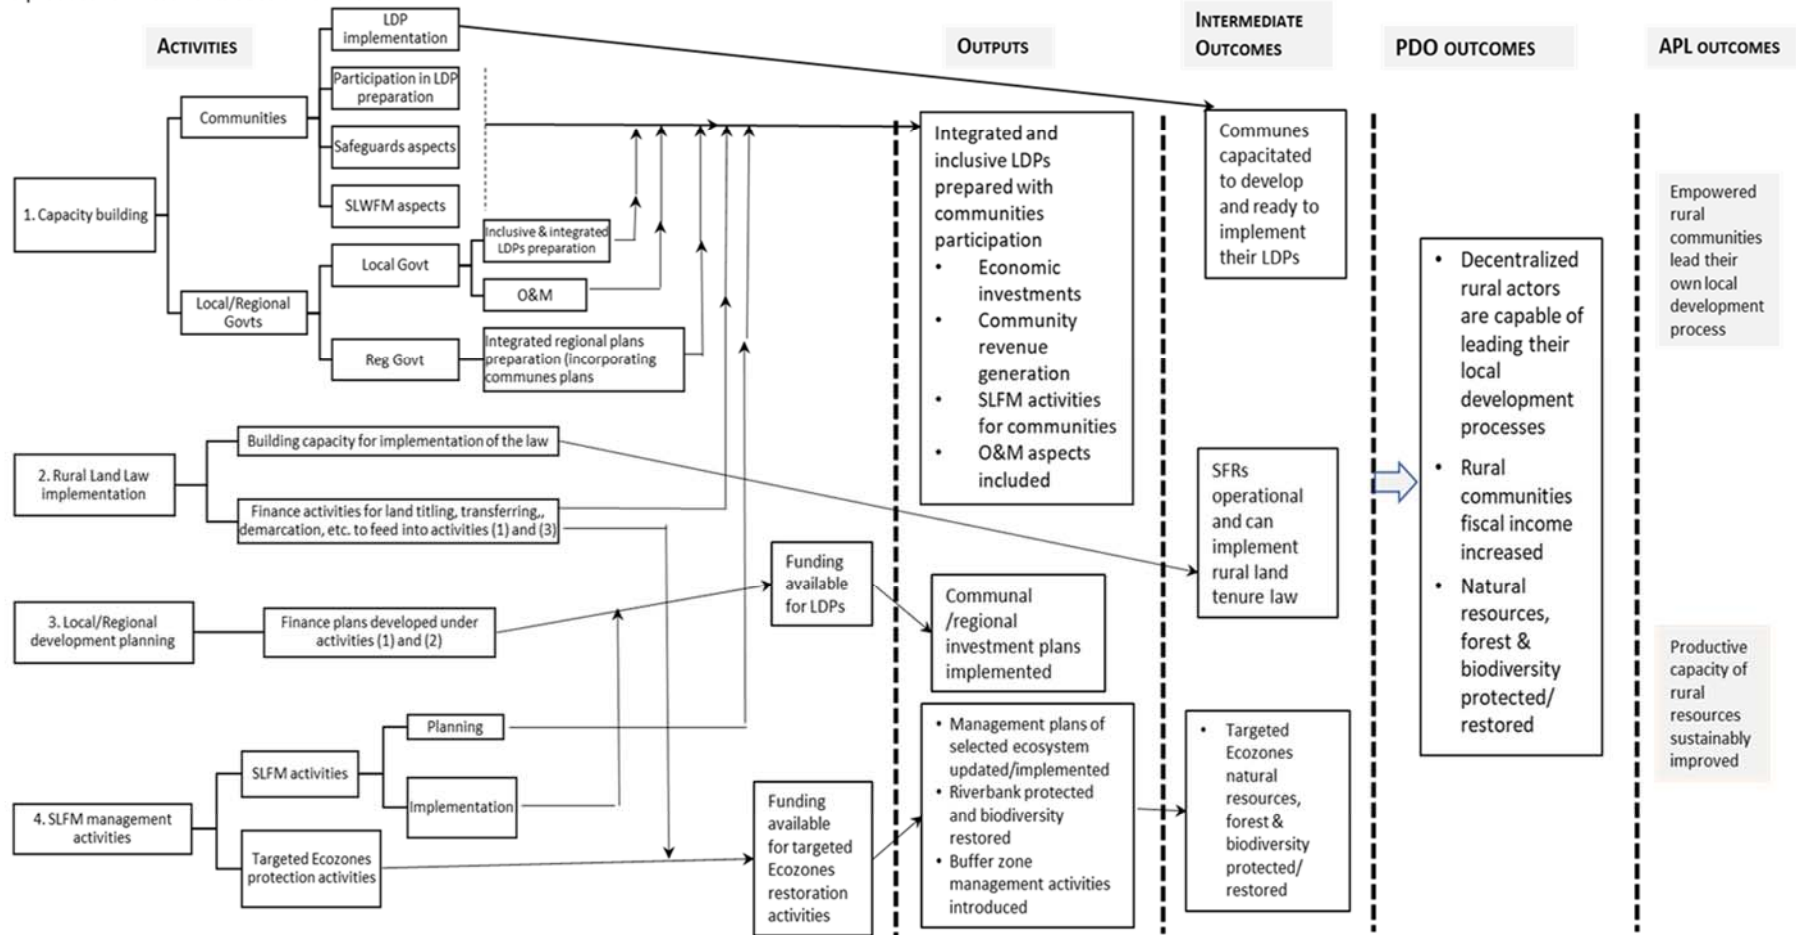 ACTIVITIES
OUTPUTS
INTERMEDIATE
OUTCOMES
PDO OUTCOMES
APL OUTCOMES
1. Capacity building
Communities
LDP
implementation
Participation in LDP
preparation
Safeguards aspects
SLWFM aspects
Local/Regional
Govts
Local Govt
Inclusive & integrated
LDPs preparation
O&M
Reg Govt
Integrated regional plans
preparation (incorporating
communes plans
2. Rural Land Law
implementation
Building capacity for implementation of the law
Finance activities for land titling, transferring,,
demarcation, etc. to feed into activities (1) and (3)
3. Local/Regional
development planning
Finance plans developed under
activities (1) and (2)
4. SLFM management
activities
SLFM activities
Planning
Implementation
Targeted Ecozones
protection activities
Funding
available
for LDPs
Funding
available
for targeted
Ecozones
restoration
activities
Integrated and
inclusive LDPs
prepared with
communities
participation
• Economic
investments
• Community
revenue
generation
• SLFM activities
for communities
• O&M aspects
included
Communal
/regional
investment plans
implemented
• Management plans of
selected ecosystem
updated/implemented
• Riverbank protected
and biodiversity
restored
• Buffer zone
management activities
introduced
Communes
capacitated
to develop
and ready to
implement
their LDPs
SFRs
operational
and can
implement
rural land
tenure law
• Targeted
Ecozones
natural
resources,
forest &
biodiversity
protected/
restored
• Decentralized
rural actors
are capable of
leading their
local
development
processes
• Rural
communities
fiscal income
increased
• Natural
resources,
forest &
biodiversity
protected/
restored
Empowered
rural
communities
lead their
own local
development
process
Productive
capacity of
rural
resources
sustainably
improved